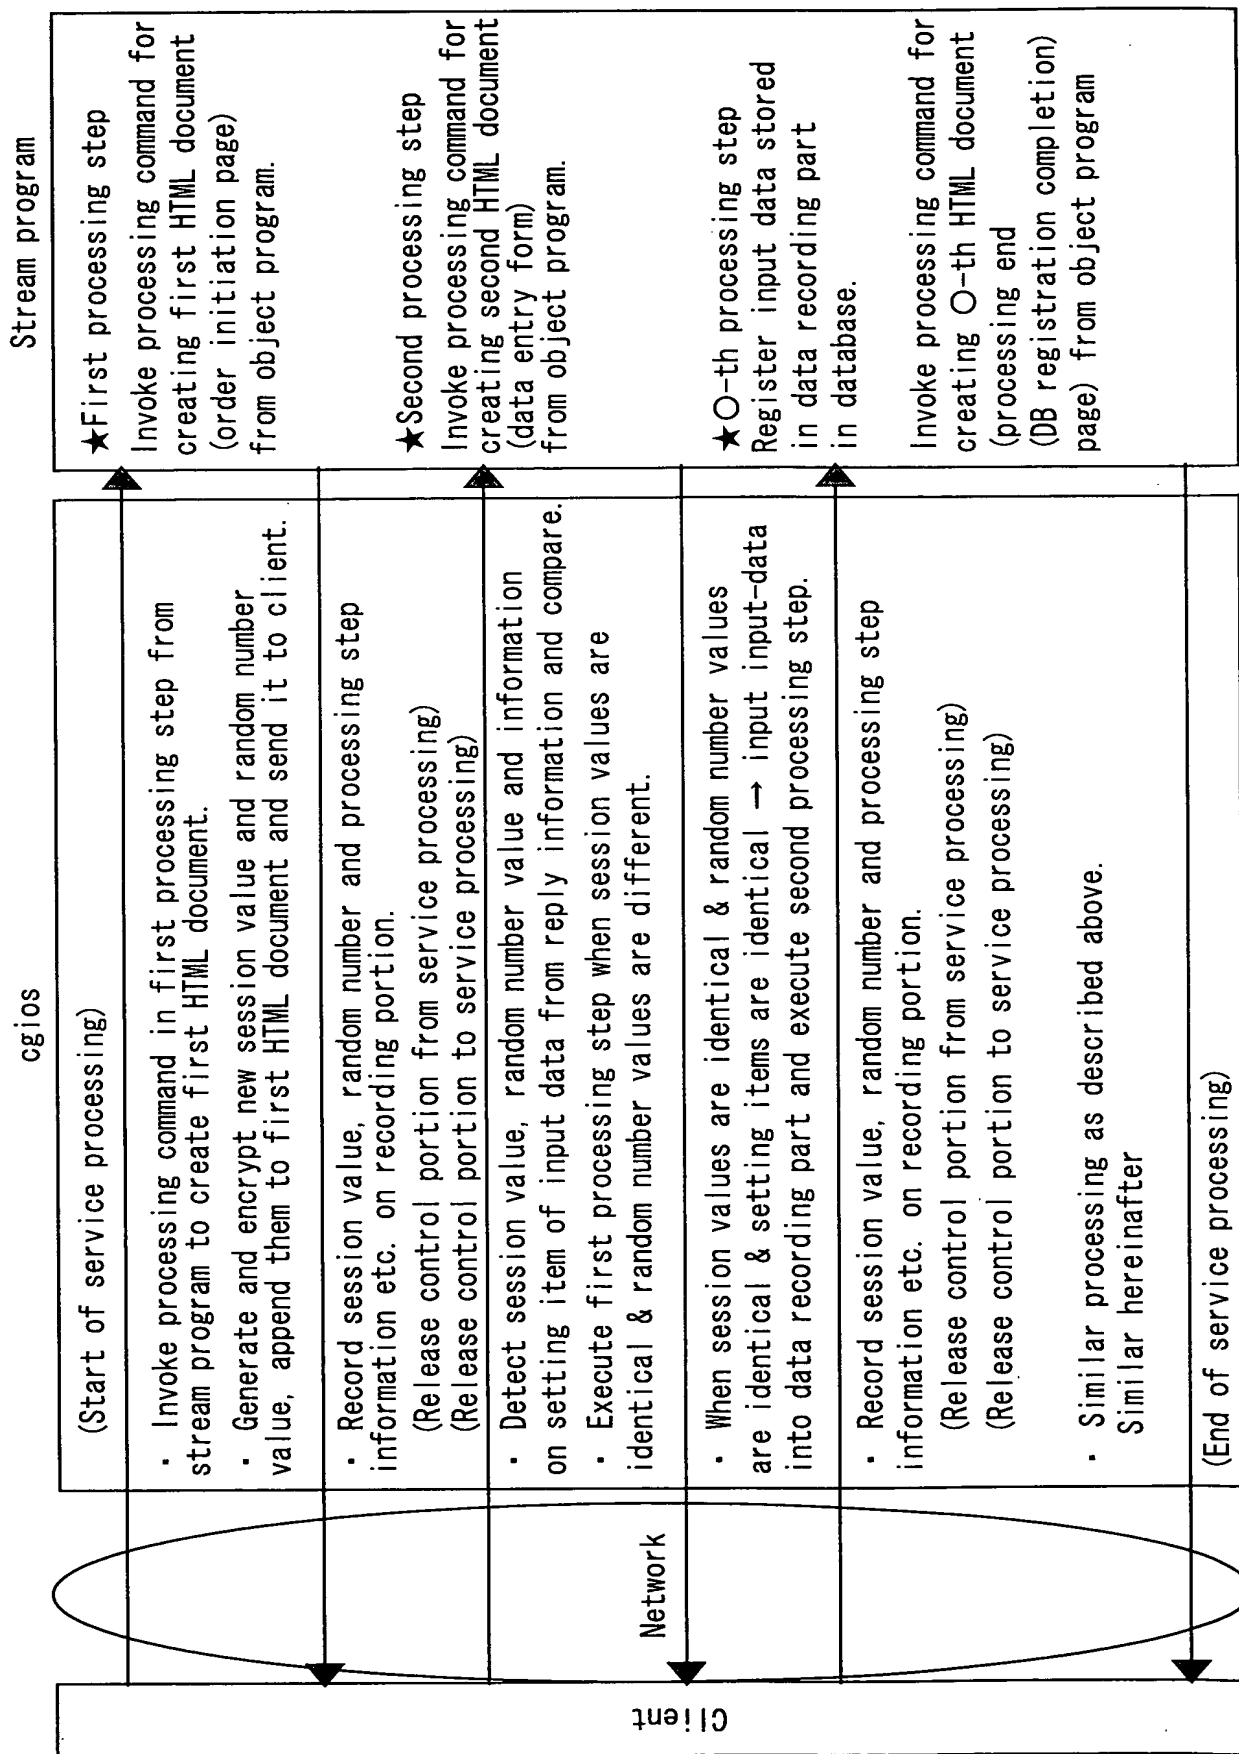 Client
Network
cgios
(Start of service processing)
· Invoke processing command in first processing step from
stream program to create first HTML document.
· Generate and encrypt new session value and random number
value, append them to first HTML document and send it to client.
· Record session value, random number and processing step
information etc. on recording portion.
(Release control portion from service processing)
(Release control portion to service processing)
· Detect session value, random number value and information
on setting item of input data from reply information and compare.
· Execute first processing step when session values are
identical & random number values are different.
· When session values are identical & random number values
are identical & setting items are identical → input input-data
into data recording part and execute second processing step.
· Record session value, random number and processing step
information etc. on recording portion.
(Release control portion from service processing)
(Release control portion to service processing)
· Similar processing as described above.
Similar hereinafter
(End of service processing)
Stream program
★First processing step
Invoke processing command for
creating first HTML document
(order initiation page)
from object program.
★Second processing step
Invoke processing command for
creating second HTML document
(data entry form)
from object program.
★○-th processing step
Register input data stored
in data recording part
in database.
Invoke processing command for
creating ○-th HTML document
(processing end
(DB registration completion)
page) from object program